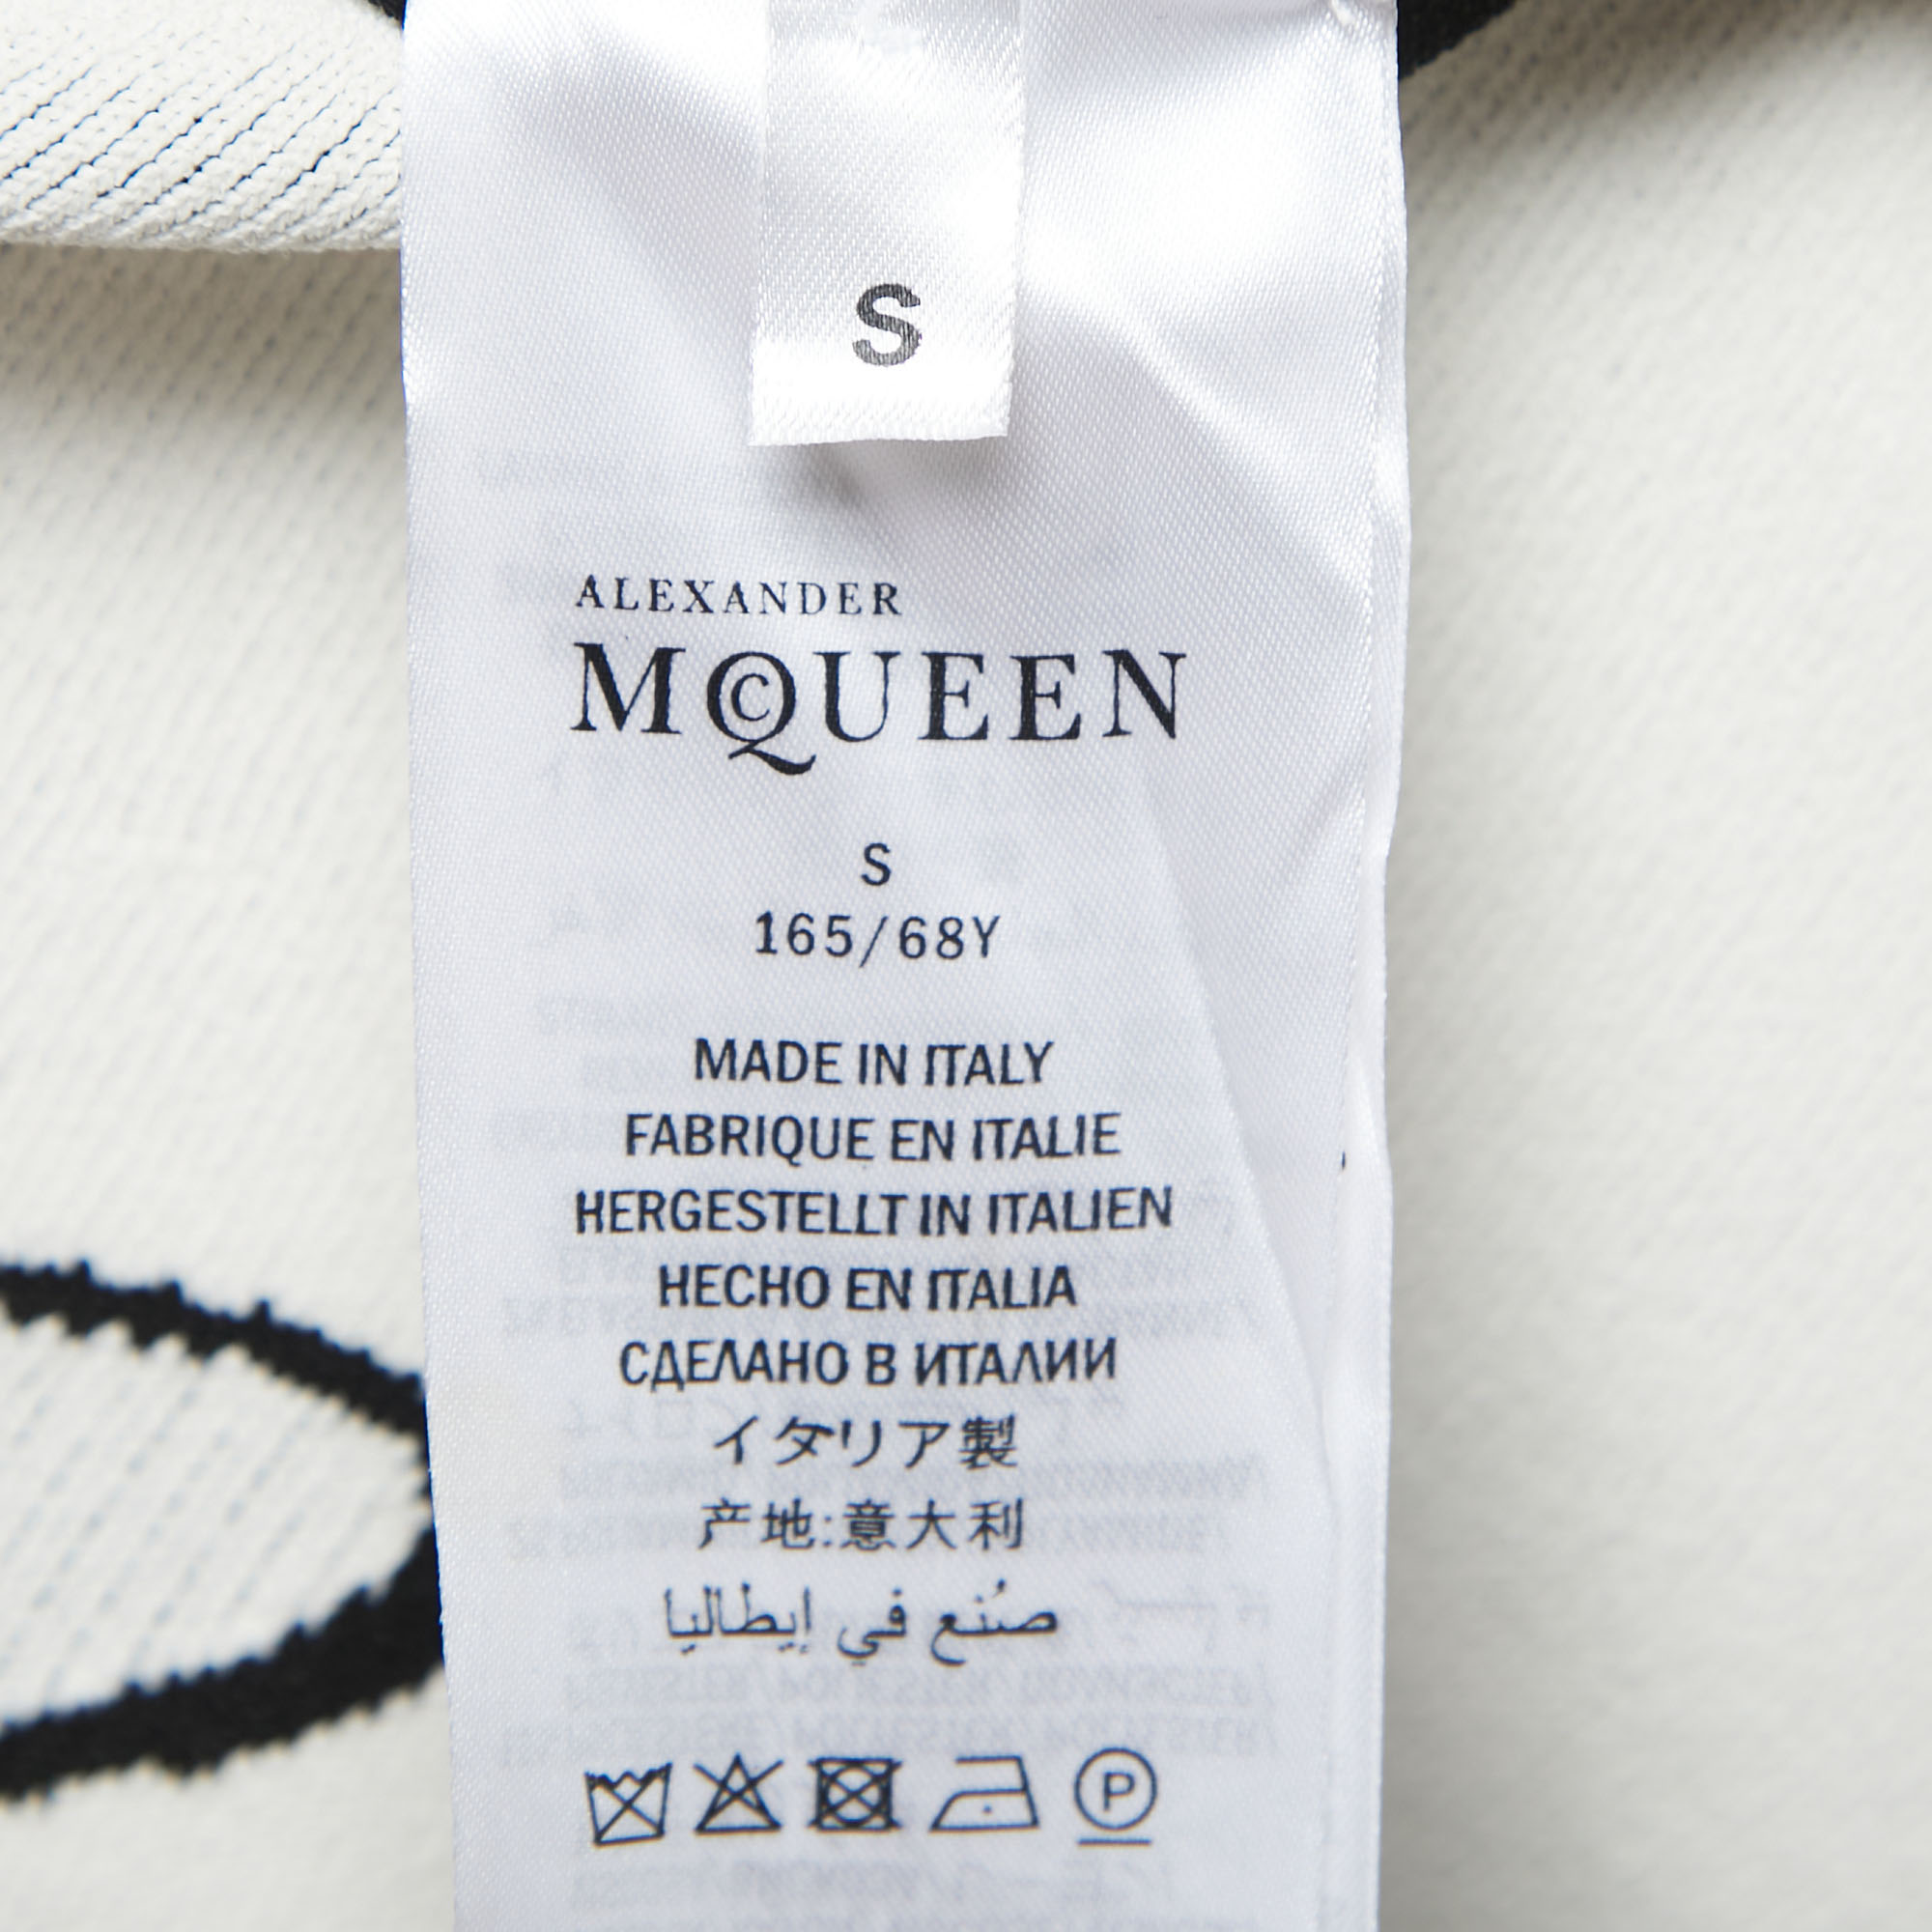 S
ALEXANDER
MCQUEEN
S
165/68Y
MADE IN ITALY
FABRIQUE EN ITALIE
HERGESTELLT IN ITALIEN
HECHO EN ITALIA
СДЕЛАНО В ИТАЛИИ
イタリア製
产地:意大利
صُنع في إيطاليا
P